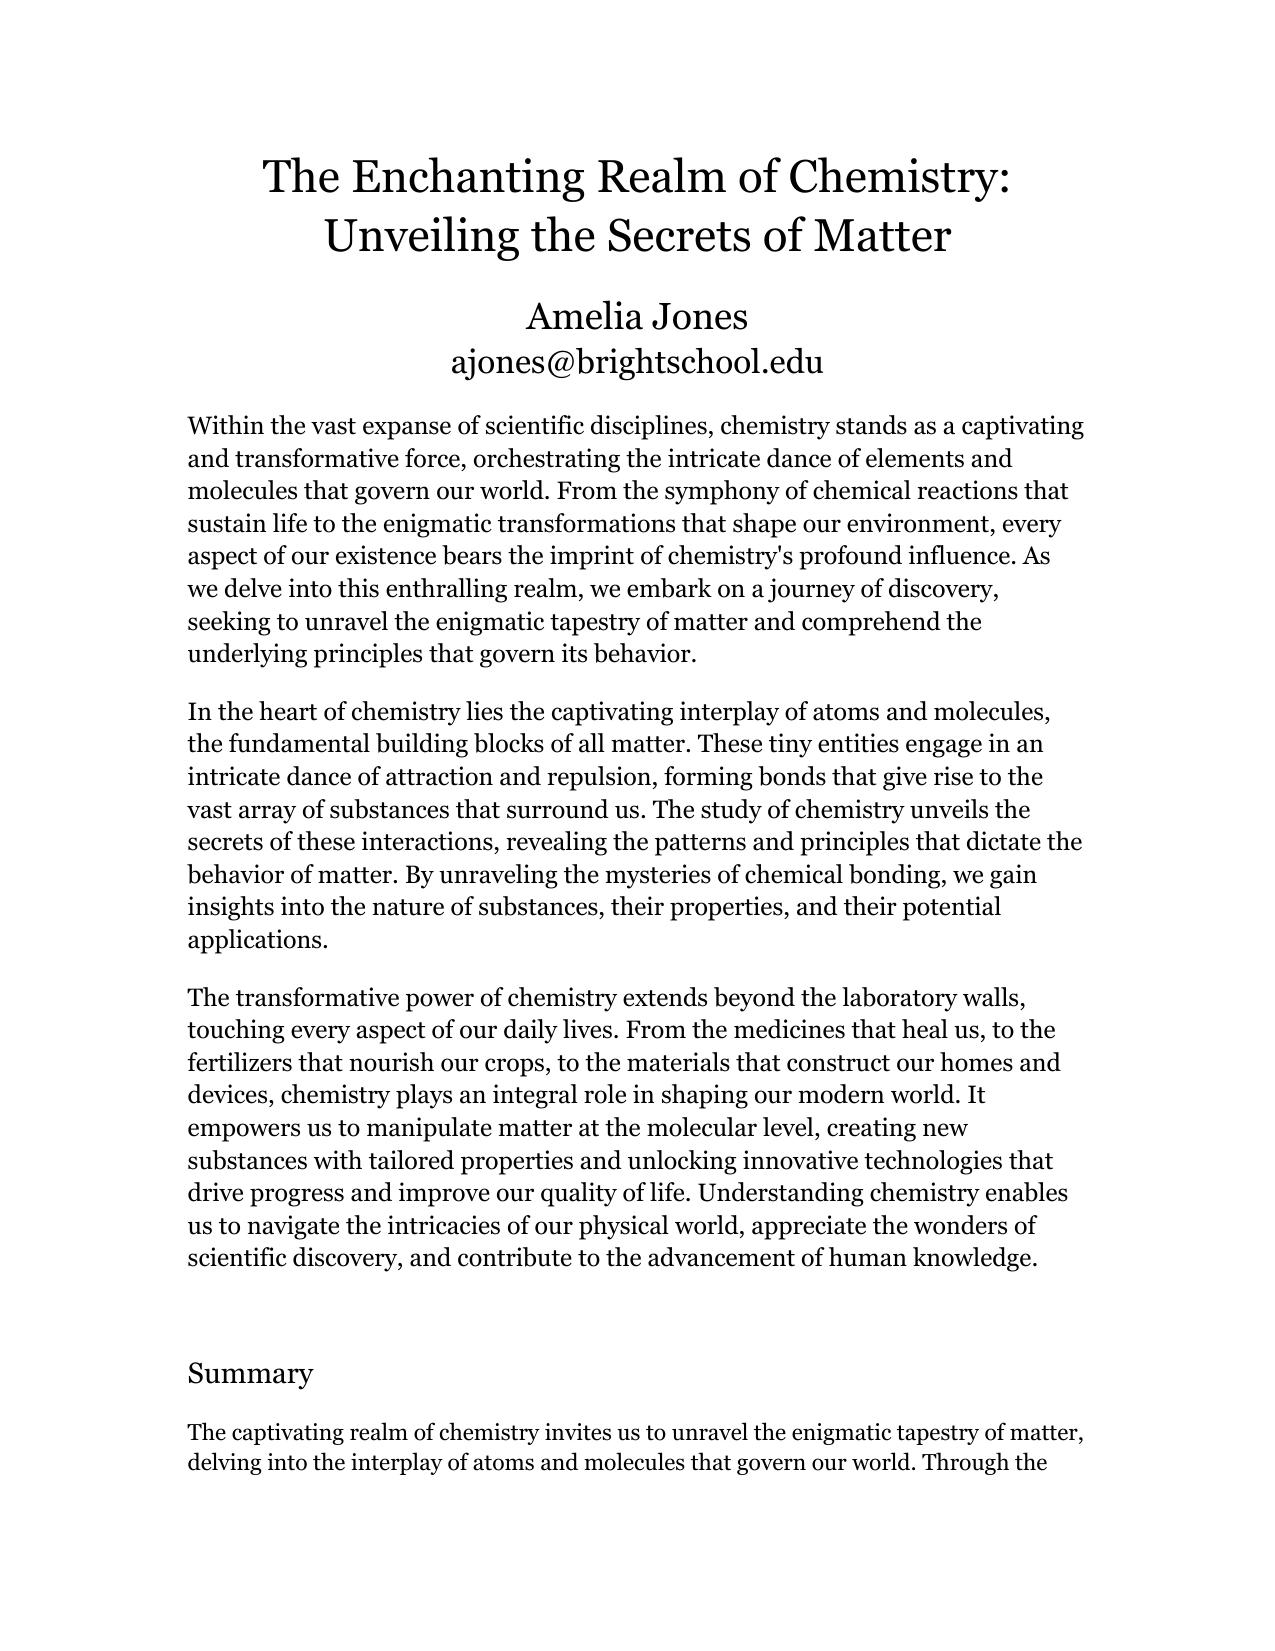 The Enchanting Realm of Chemistry:
Unveiling the Secrets of Matter
Amelia Jones
ajones@brightschool.edu
Within the vast expanse of scientific disciplines, chemistry stands as a captivating
and transformative force, orchestrating the intricate dance of elements and
molecules that govern our world. From the symphony of chemical reactions that
sustain life to the enigmatic transformations that shape our environment, every
aspect of our existence bears the imprint of chemistry's profound influence. As
we delve into this enthralling realm, we embark on a journey of discovery,
seeking to unravel the enigmatic tapestry of matter and comprehend the
underlying principles that govern its behavior.
In the heart of chemistry lies the captivating interplay of atoms and molecules,
the fundamental building blocks of all matter. These tiny entities engage in an
intricate dance of attraction and repulsion, forming bonds that give rise to the
vast array of substances that surround us. The study of chemistry unveils the
secrets of these interactions, revealing the patterns and principles that dictate the
behavior of matter. By unraveling the mysteries of chemical bonding, we gain
insights into the nature of substances, their properties, and their potential
applications.
The transformative power of chemistry extends beyond the laboratory walls,
touching every aspect of our daily lives. From the medicines that heal us, to the
fertilizers that nourish our crops, to the materials that construct our homes and
devices, chemistry plays an integral role in shaping our modern world. It
empowers us to manipulate matter at the molecular level, creating new
substances with tailored properties and unlocking innovative technologies that
drive progress and improve our quality of life. Understanding chemistry enables
us to navigate the intricacies of our physical world, appreciate the wonders of
scientific discovery, and contribute to the advancement of human knowledge.
Summary
The captivating realm of chemistry invites us to unravel the enigmatic tapestry of matter,
delving into the interplay of atoms and molecules that govern our world. Through the